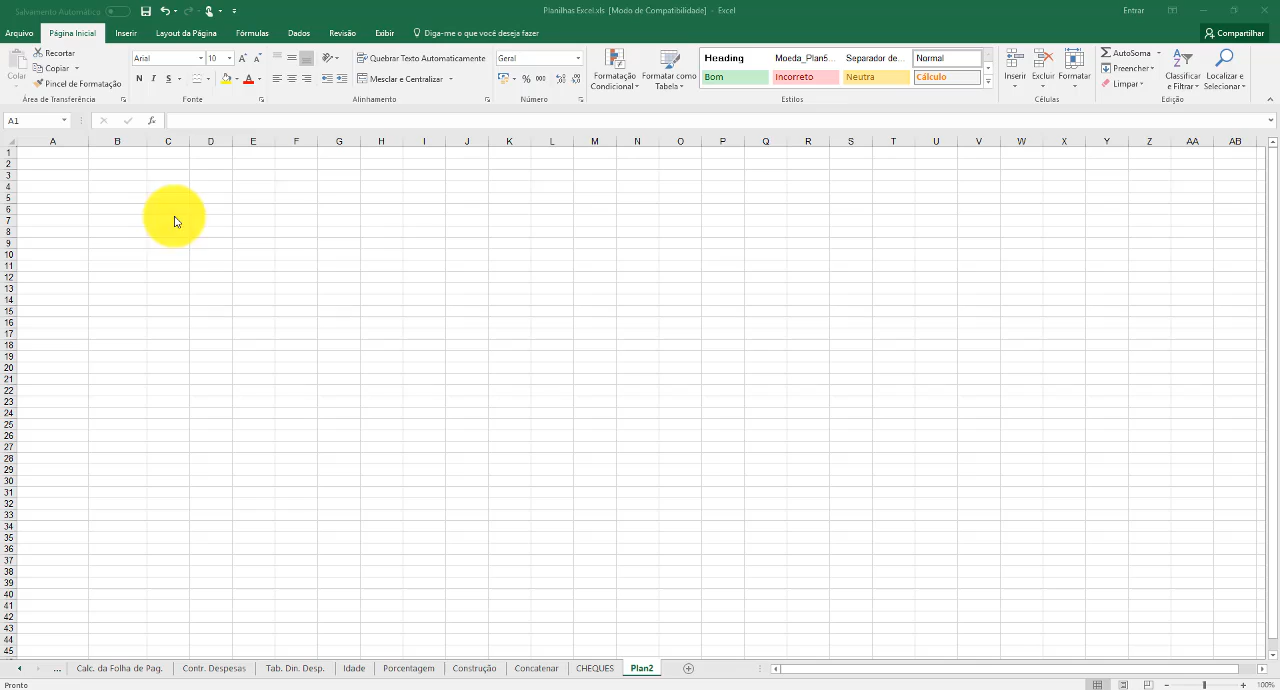 Salvamento Automático
Planilhas Excel.xls [Modo de Compatibilidade] - Excel
Entrar
Arquivo Página Inicial Inserir Layout da Página Fórmulas Dados Revisão Exibir Diga-me o que você deseja fazer Compartilhar
Colar
Recortar
Copiar
Pincel de Formatação
Área de Transferência
Arial 10
N I S
Fonte
Quebrar Texto Automaticamente
Mesclar e Centralizar
Alinhamento
Geral
% 000
Número
Formatação Condicional
Formatar como Tabela
Heading Moeda_Plan5... Separador de... Normal
Bom Incorreto Neutra Cálculo
Estilos
Inserir Excluir Formatar
Células
AutoSoma
Preencher
Limpar
Classificar e Filtrar
Localizar e Selecionar
Edição
A1 fx
A B C D E F G H I J K L M N O P Q R S T U V W X Y Z AA AB
1
2
3
4
5
6
7
8
9
10
11
12
13
14
15
16
17
18
19
20
21
22
23
24
25
26
27
28
29
30
31
32
33
34
35
36
37
38
39
40
41
42
43
44
45
... Calc. da Folha de Pag. Contr. Despesas Tab. Din. Desp. Idade Porcentagem Construção Concatenar CHEQUES Plan2
Pronto
100%